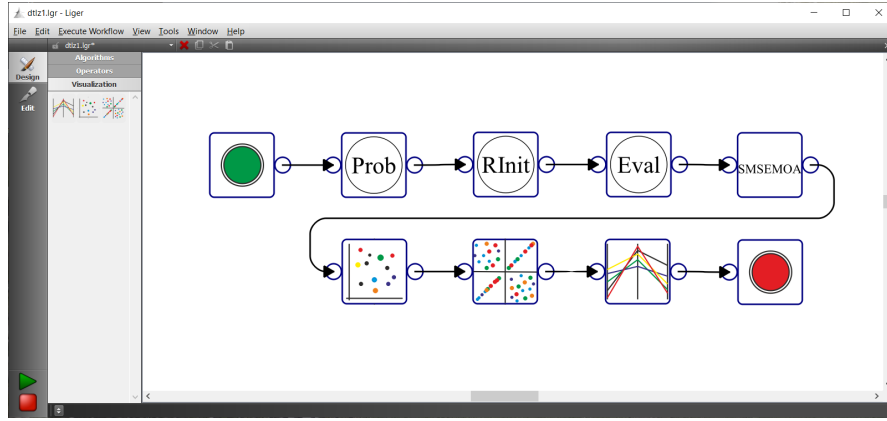 dtlz1.lgr - Liger
File Edit Execute Workflow View Tools Window Help
dtlz1.lgr*
Algorithms
Operators
Visualization
Design
Edit
Prob RInit Eval SMSEMOA